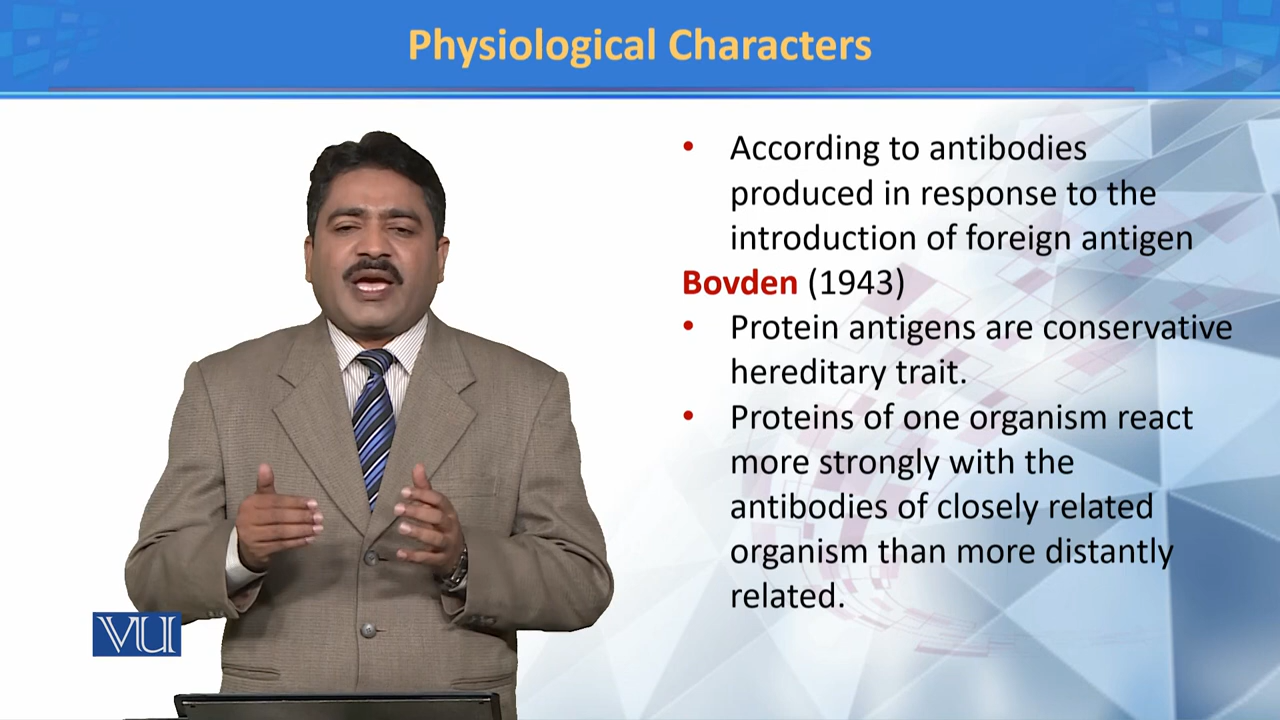 Physiological Characters
• According to antibodies
produced in response to the
introduction of foreign antigen
Bovden (1943)
• Protein antigens are conservative
hereditary trait.
• Proteins of one organism react
more strongly with the
antibodies of closely related
organism than more distantly
related.
VU